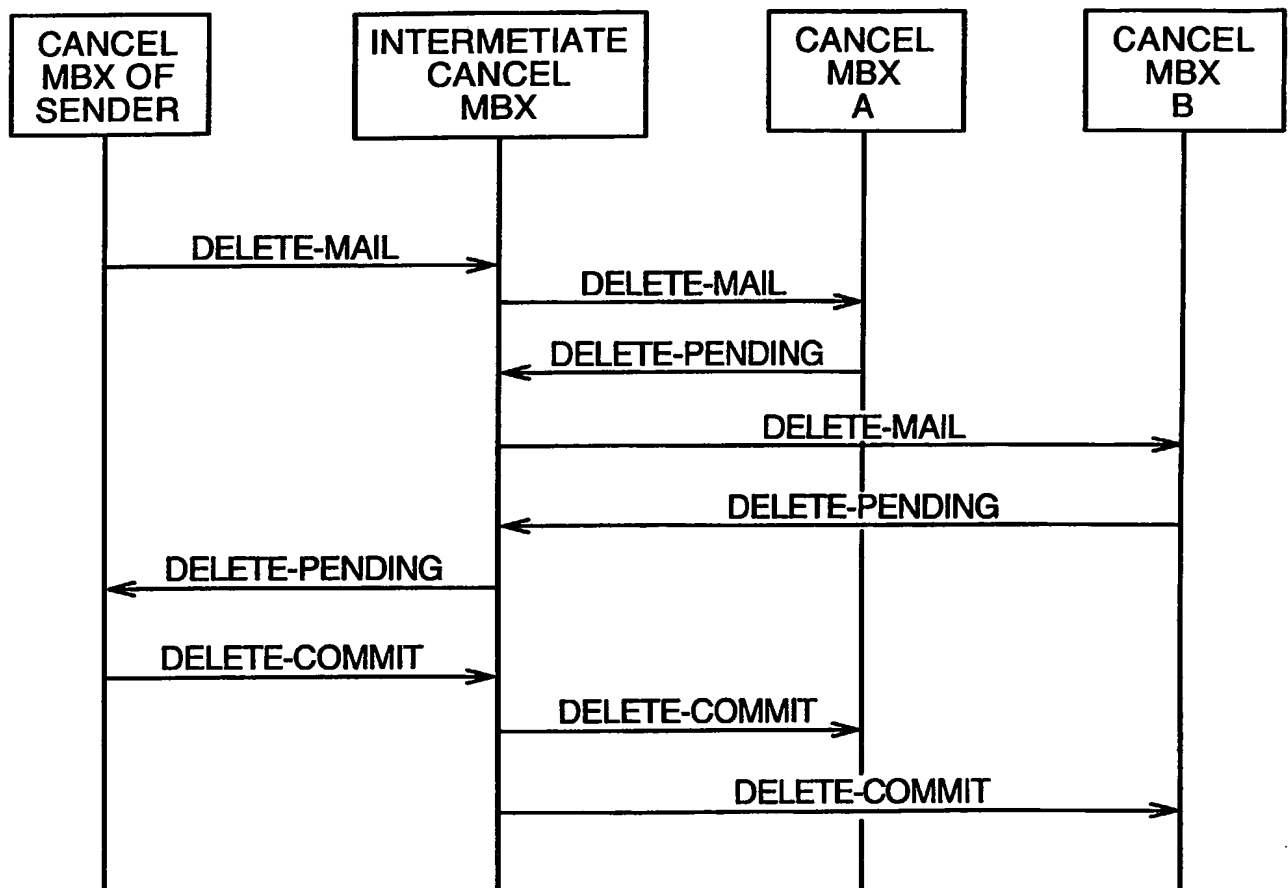 CANCEL
MBX OF
SENDER
INTERMETIATE
CANCEL
MBX
CANCEL
MBX
A
CANCEL
MBX
B
DELETE-MAIL
DELETE-MAIL
DELETE-PENDING
DELETE-MAIL
DELETE-PENDING
DELETE-PENDING
DELETE-COMMIT
DELETE-COMMIT
DELETE-COMMIT